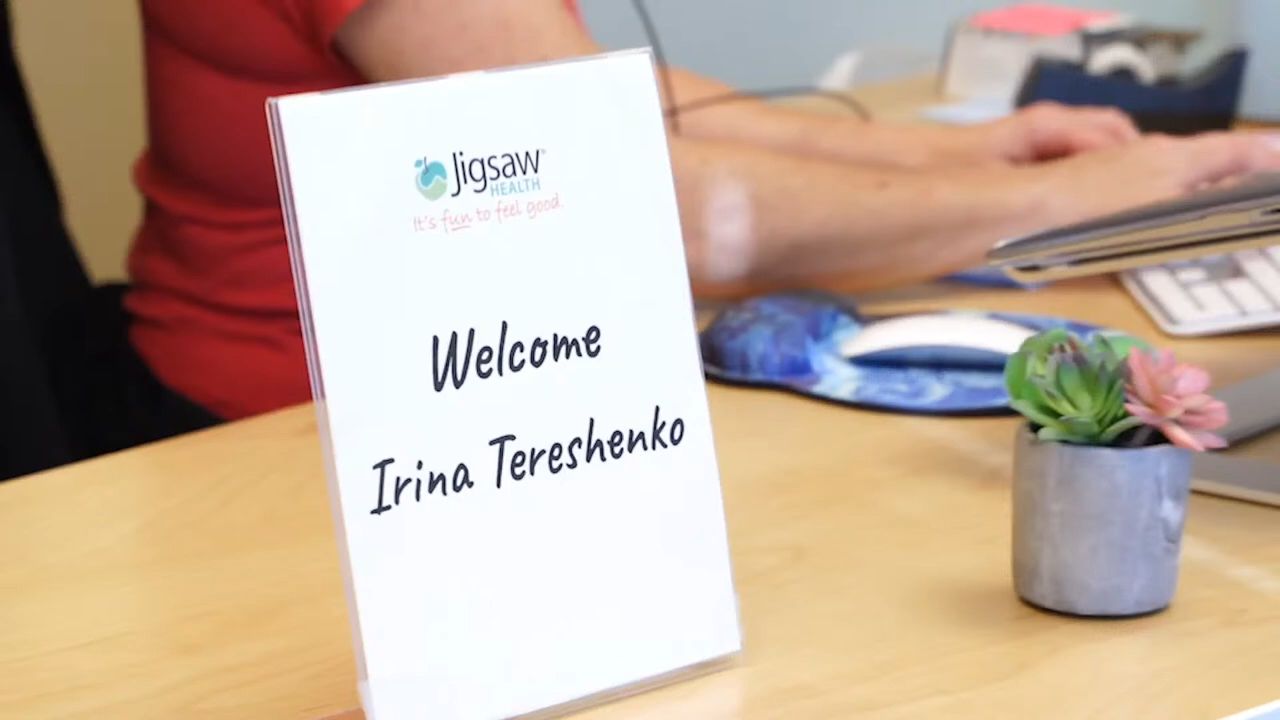 Jigsaw®
HEALTH
It's fun to feel good.
Welcome
Irina Tereshenko